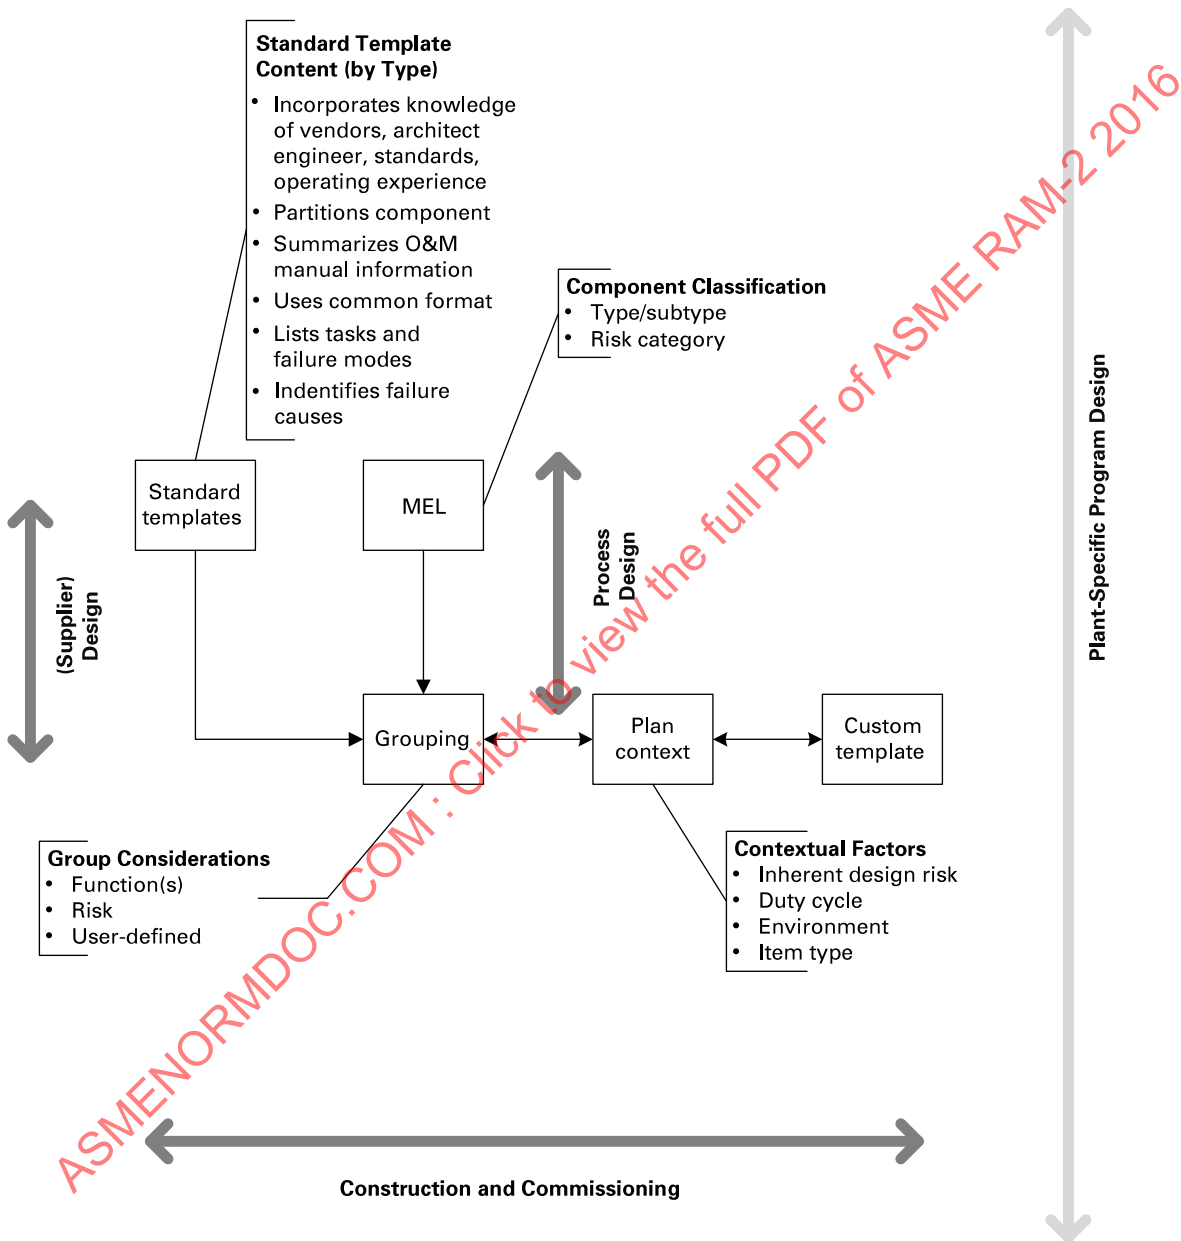 Standard Template
Content (by Type)
• Incorporates knowledge
of vendors, architect
engineer, standards,
operating experience
• Partitions component
• Summarizes O&M
manual information
• Uses common format
• Lists tasks and
failure modes
• Indentifies failure
causes
Component Classification
• Type/subtype
• Risk category
Standard
templates
MEL
(Supplier)
Design
Process
Design
Plant-Specific Program Design
Grouping
Plan
context
Custom
template
Group Considerations
• Function(s)
• Risk
• User-defined
Contextual Factors
• Inherent design risk
• Duty cycle
• Environment
• Item type
Construction and Commissioning
ASMENORMDOC.COM : Click to view the full PDF of ASME RAM-2 2016